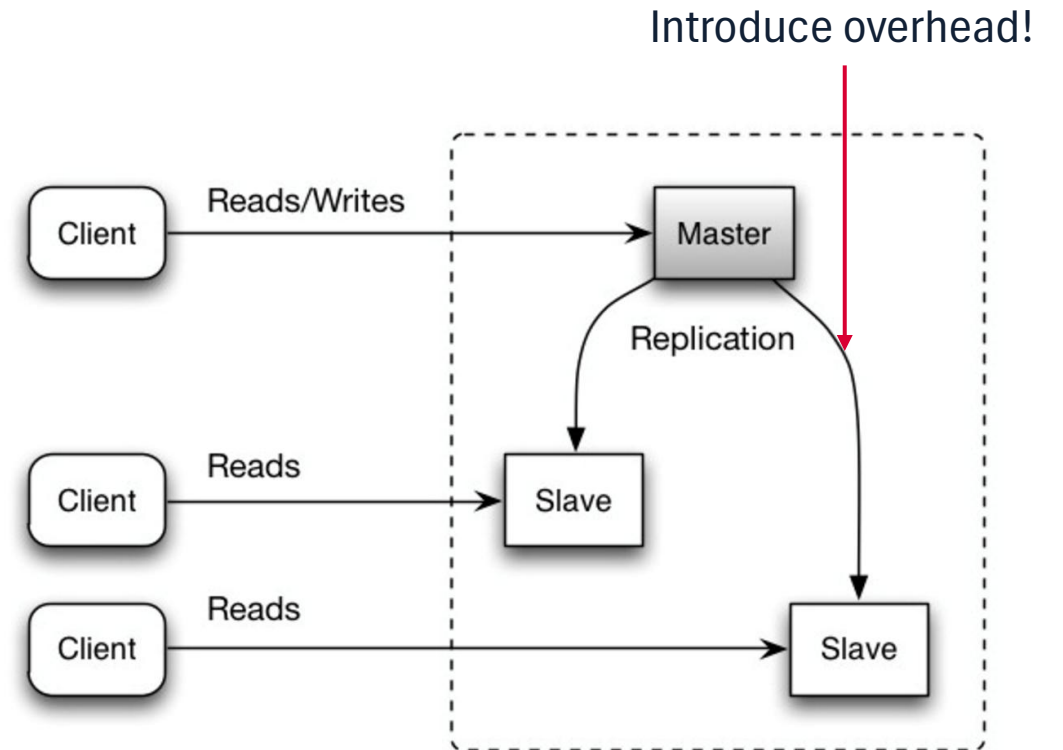 Introduce overhead!
Reads/Writes
Client
Master
Replication
Reads
Client
Slave
Reads
Client
Slave